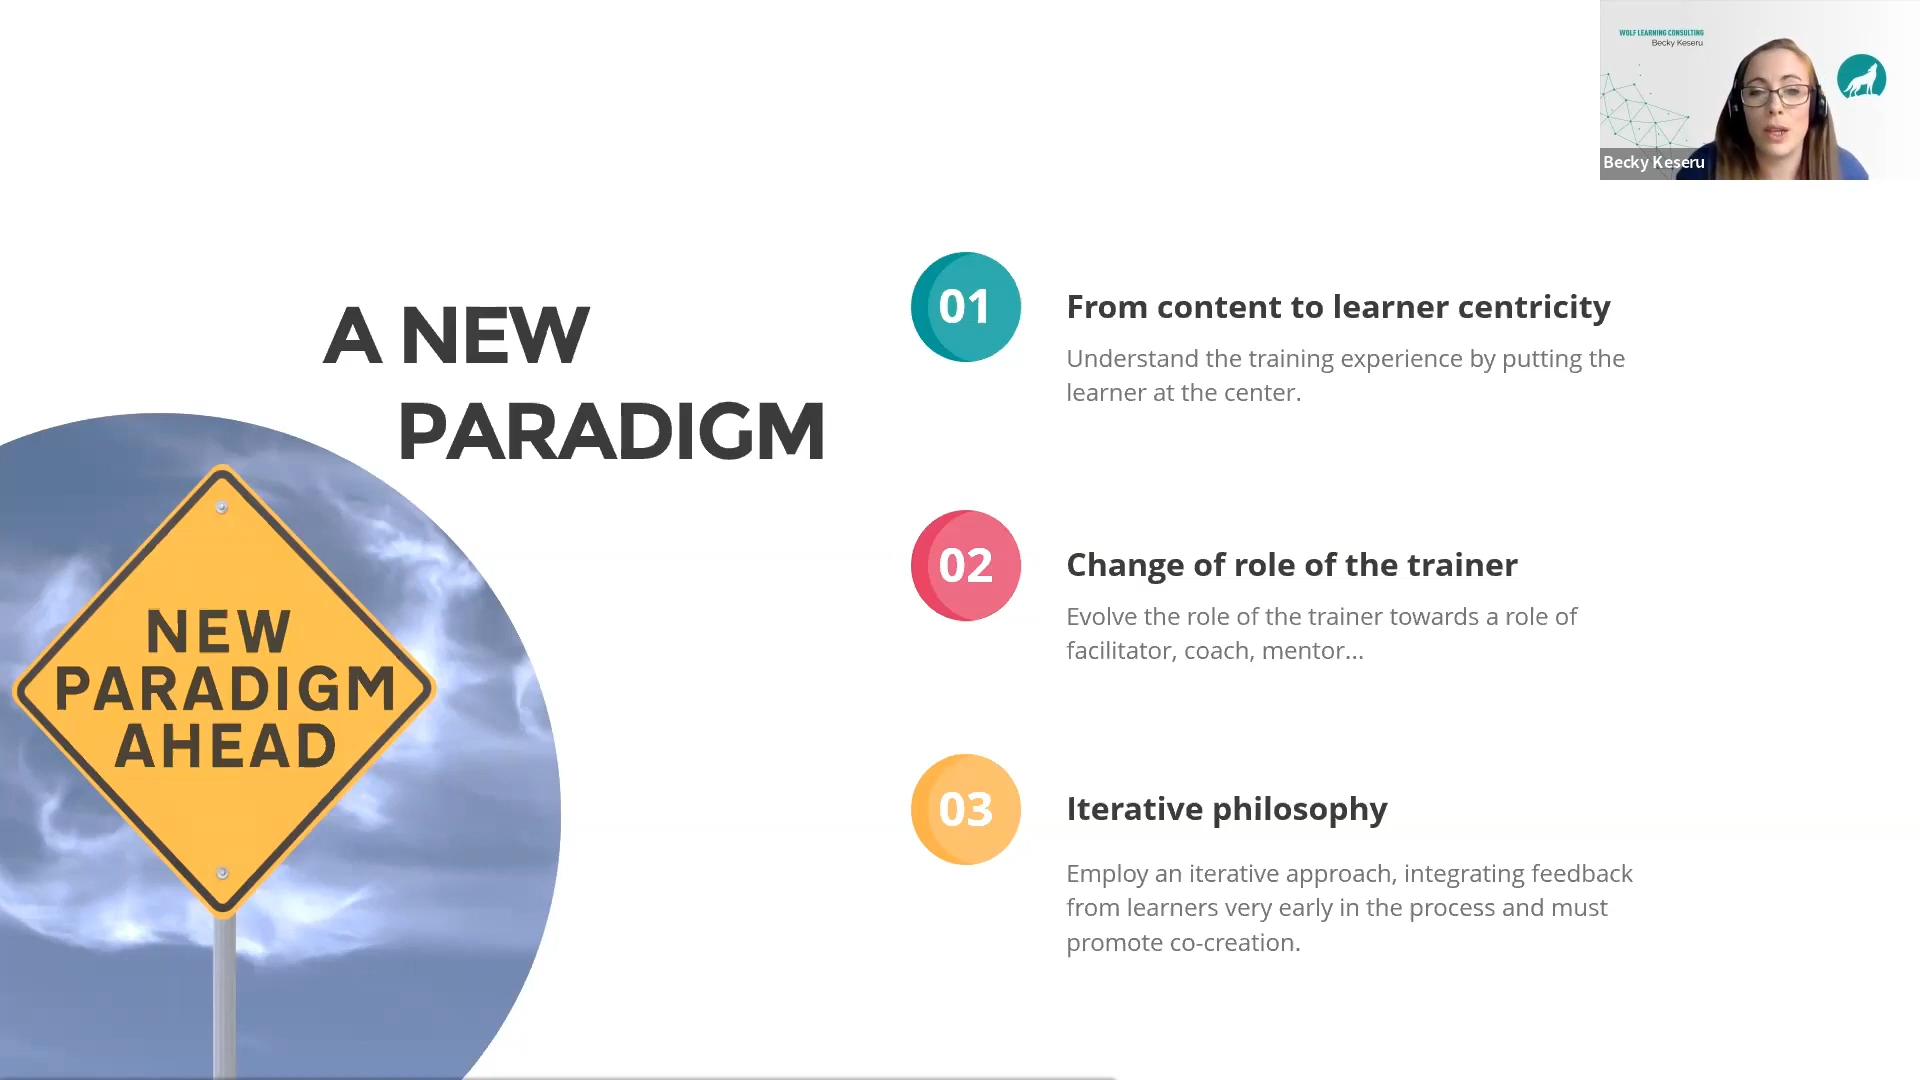 WOLF LEARNING CONSULTING
Becky Keseru
Becky Keseru
A NEW
PARADIGM
NEW
PARADIGM
AHEAD
01
From content to learner centricity
Understand the training experience by putting the
learner at the center.
02
Change of role of the trainer
Evolve the role of the trainer towards a role of
facilitator, coach, mentor...
03
Iterative philosophy
Employ an iterative approach, integrating feedback
from learners very early in the process and must
promote co-creation.